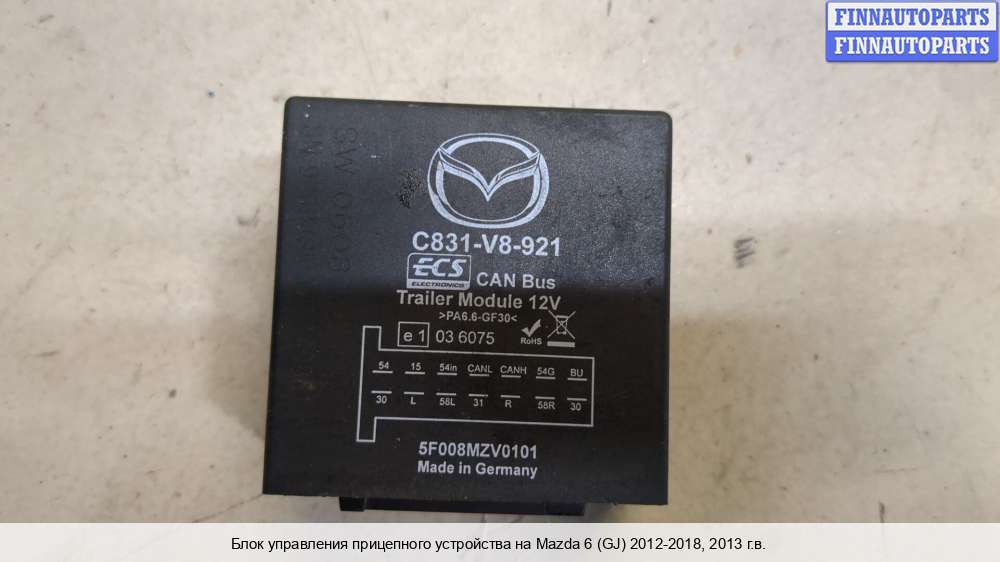 FINNAUTOPARTS
FINNAUTOPARTS
C831-V8-921
ECS CAN Bus
ELECTRONICS
Trailer Module 12V
>PA6.6-GF30<
e 1 03 6075 RoHS
54 15 54in CANL CANH 54G BU
30 L 58L 31 R 58R 30
5F008MZV0101
Made in Germany
Блок управления прицепного устройства на Mazda 6 (GJ) 2012-2018, 2013 г.в.